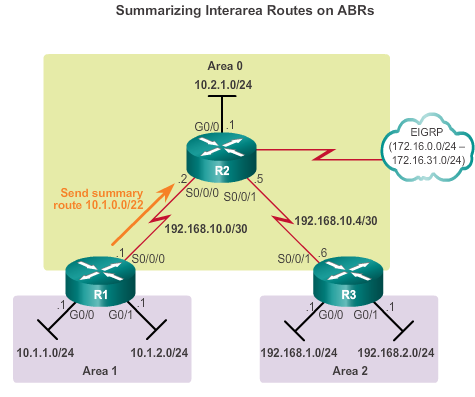 Summarizing Interarea Routes on ABRs
Area 0
10.2.1.0/24
G0/0
.1
EIGRP
(172.16.0.0/24 –
172.16.31.0/24)
R2
.2
S0/0/0
.5
S0/0/1
Send summary
route 10.1.0.0/22
192.168.10.0/30
192.168.10.4/30
.1
S0/0/0
S0/0/1
.6
R1
R3
.1
G0/0
G0/1
.1
.1
G0/0
G0/1
.1
10.1.1.0/24
10.1.2.0/24
192.168.1.0/24
192.168.2.0/24
Area 1
Area 2